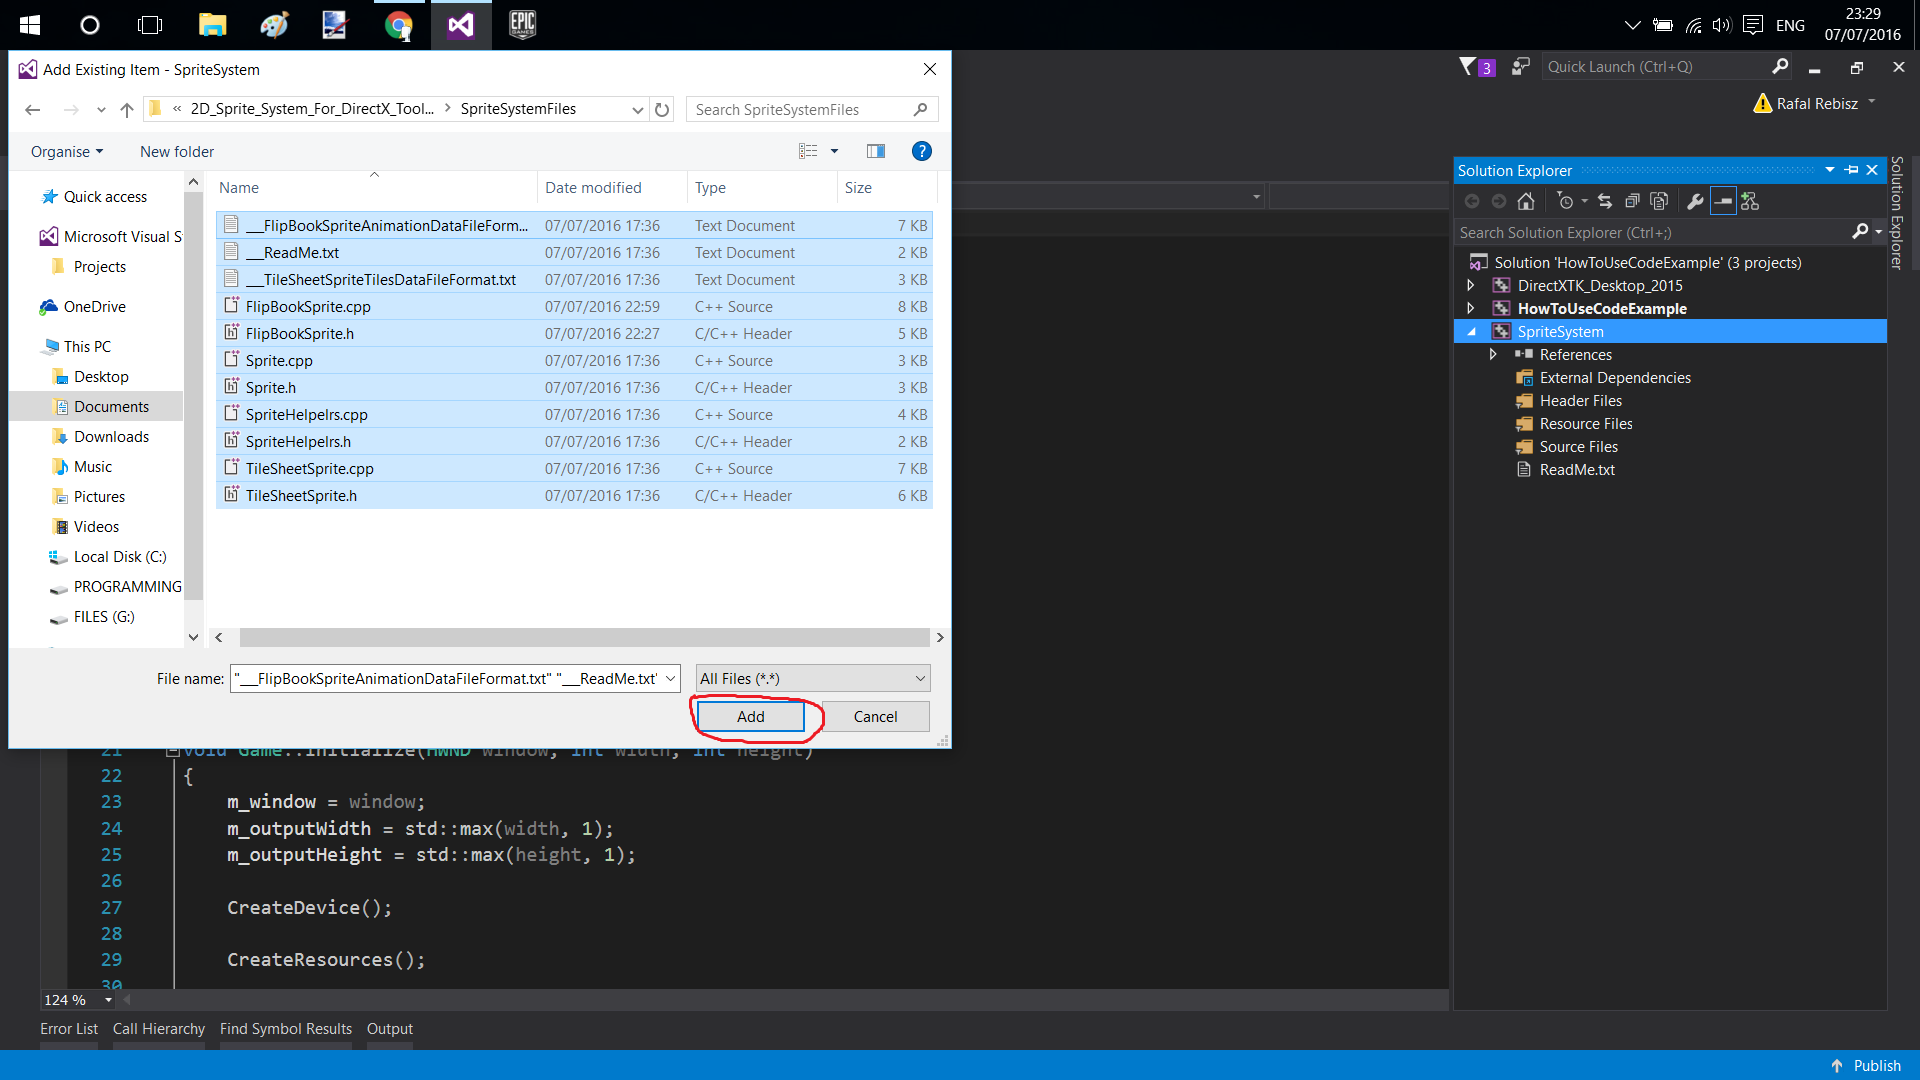 EPIC GAMES
ENG
23:29
07/07/2016
Add Existing Item - SpriteSystem
« 2D_Sprite_System_For_DirectX_Tool... > SpriteSystemFiles
Search SpriteSystemFiles
Organise
New folder
Name Date modified Type Size
Quick access
Microsoft Visual S
Projects
OneDrive
This PC
Desktop
Documents
Downloads
Music
Pictures
Videos
Local Disk (C:)
PROGRAMMING
FILES (G:)
___FlipBookSpriteAnimationDataFileForm... 07/07/2016 17:36 Text Document 7 KB
___ReadMe.txt 07/07/2016 17:36 Text Document 2 KB
___TileSheetSpriteTilesDataFileFormat.txt 07/07/2016 17:36 Text Document 3 KB
FlipBookSprite.cpp 07/07/2016 22:59 C++ Source 8 KB
FlipBookSprite.h 07/07/2016 22:27 C/C++ Header 5 KB
Sprite.cpp 07/07/2016 17:36 C++ Source 3 KB
Sprite.h 07/07/2016 17:36 C/C++ Header 3 KB
SpriteHelpelrs.cpp 07/07/2016 17:36 C++ Source 4 KB
SpriteHelpelrs.h 07/07/2016 17:36 C/C++ Header 2 KB
TileSheetSprite.cpp 07/07/2016 17:36 C++ Source 7 KB
TileSheetSprite.h 07/07/2016 17:36 C/C++ Header 6 KB
File name: "___FlipBookSpriteAnimationDataFileFormat.txt" "___ReadMe.txt"
All Files (*.*)
Add
Cancel
3
Quick Launch (Ctrl+Q)
Rafal Rebisz
Solution Explorer
Search Solution Explorer (Ctrl+;)
Solution 'HowToUseCodeExample' (3 projects)
DirectXTK_Desktop_2015
HowToUseCodeExample
SpriteSystem
References
External Dependencies
Header Files
Resource Files
Source Files
ReadMe.txt
Solution Explorer
21 void Game::Initialize(HWND window, int width, int height)
22 {
23 m_window = window;
24 m_outputWidth = std::max(width, 1);
25 m_outputHeight = std::max(height, 1);
26
27 CreateDevice();
28
29 CreateResources();
30
124 %
Error List
Call Hierarchy
Find Symbol Results
Output
Publish